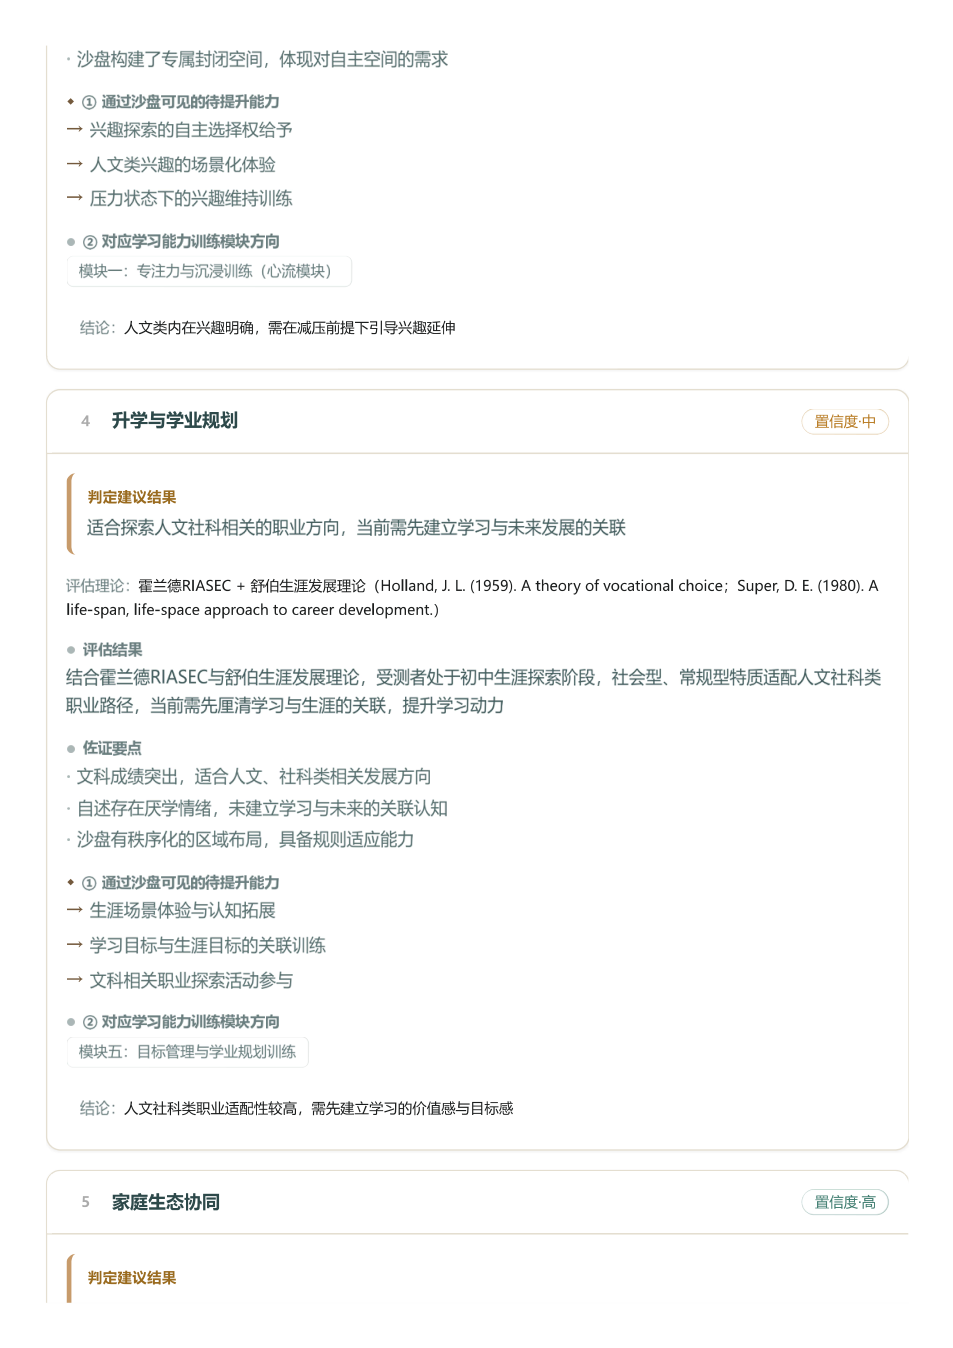 · 沙盘构建了专属封闭空间，体现对自主空间的需求
◆ ① 通过沙盘可见的待提升能力
→ 兴趣探索的自主选择权给予
→ 人文类兴趣的场景化体验
→ 压力状态下的兴趣维持训练
● ② 对应学习能力训练模块方向
模块一：专注力与沉浸训练（心流模块）
结论：人文类内在兴趣明确，需在减压前提下引导兴趣延伸
4 升学与学业规划 置信度·中
判定建议结果
适合探索人文社科相关的职业方向，当前需先建立学习与未来发展的关联
评估理论：霍兰德RIASEC + 舒伯生涯发展理论（Holland, J. L. (1959). A theory of vocational choice；Super, D. E. (1980). A
life-span, life-space approach to career development.）
● 评估结果
结合霍兰德RIASEC与舒伯生涯发展理论，受测者处于初中生涯探索阶段，社会型、常规型特质适配人文社科类
职业路径，当前需先厘清学习与生涯的关联，提升学习动力
● 佐证要点
· 文科成绩突出，适合人文、社科类相关发展方向
· 自述存在厌学情绪，未建立学习与未来的关联认知
· 沙盘有秩序化的区域布局，具备规则适应能力
◆ ① 通过沙盘可见的待提升能力
→ 生涯场景体验与认知拓展
→ 学习目标与生涯目标的关联训练
→ 文科相关职业探索活动参与
● ② 对应学习能力训练模块方向
模块五：目标管理与学业规划训练
结论：人文社科类职业适配性较高，需先建立学习的价值感与目标感
5 家庭生态协同 置信度·高
判定建议结果